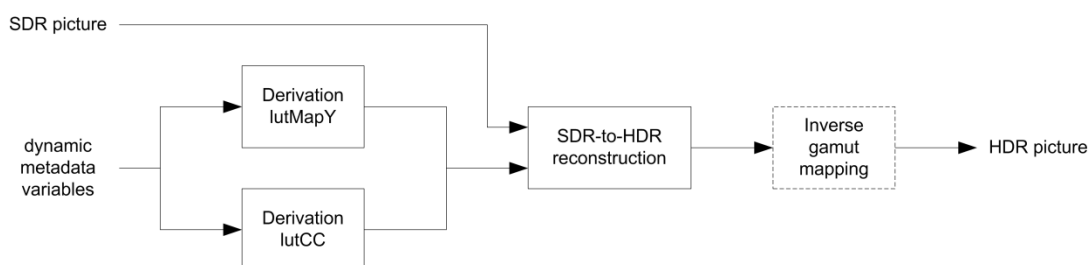 SDR picture
Derivation
lutMapY
dynamic
metadata
variables
Derivation
lutCC
SDR-to-HDR
reconstruction
Inverse
gamut
mapping
HDR picture